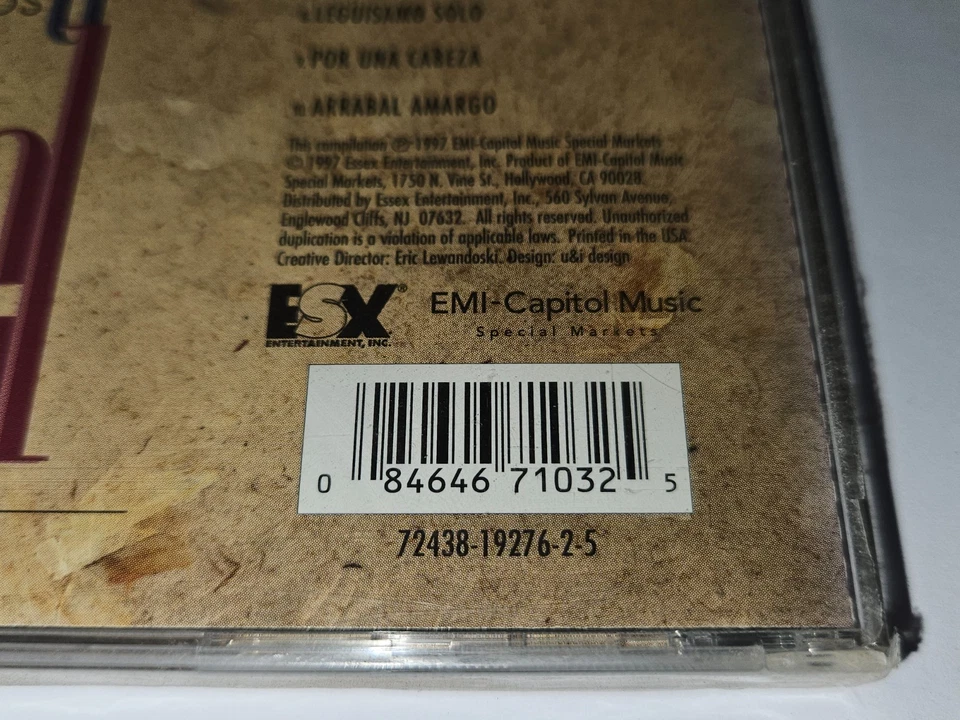 LEGUISAMO SOLO
POR UNA CABEZA
10 ARRABAL AMARGO
This compilation ℗ 1997 EMI-Capitol Music Special Markets
© 1997 Essex Entertainment, Inc. Product of EMI-Capitol Music
Special Markets, 1750 N. Vine St., Hollywood, CA 90028.
Distributed by Essex Entertainment, Inc., 560 Sylvan Avenue,
Englewood Cliffs, NJ 07632. All rights reserved. Unauthorized
duplication is a violation of applicable laws. Printed in the USA.
Creative Director: Eric Lewandoski. Design: u&i design
ESX®
ENTERTAINMENT, INC.
EMI-Capitol Music
Special Markets
0 84646 71032 5
72438-19276-2-5